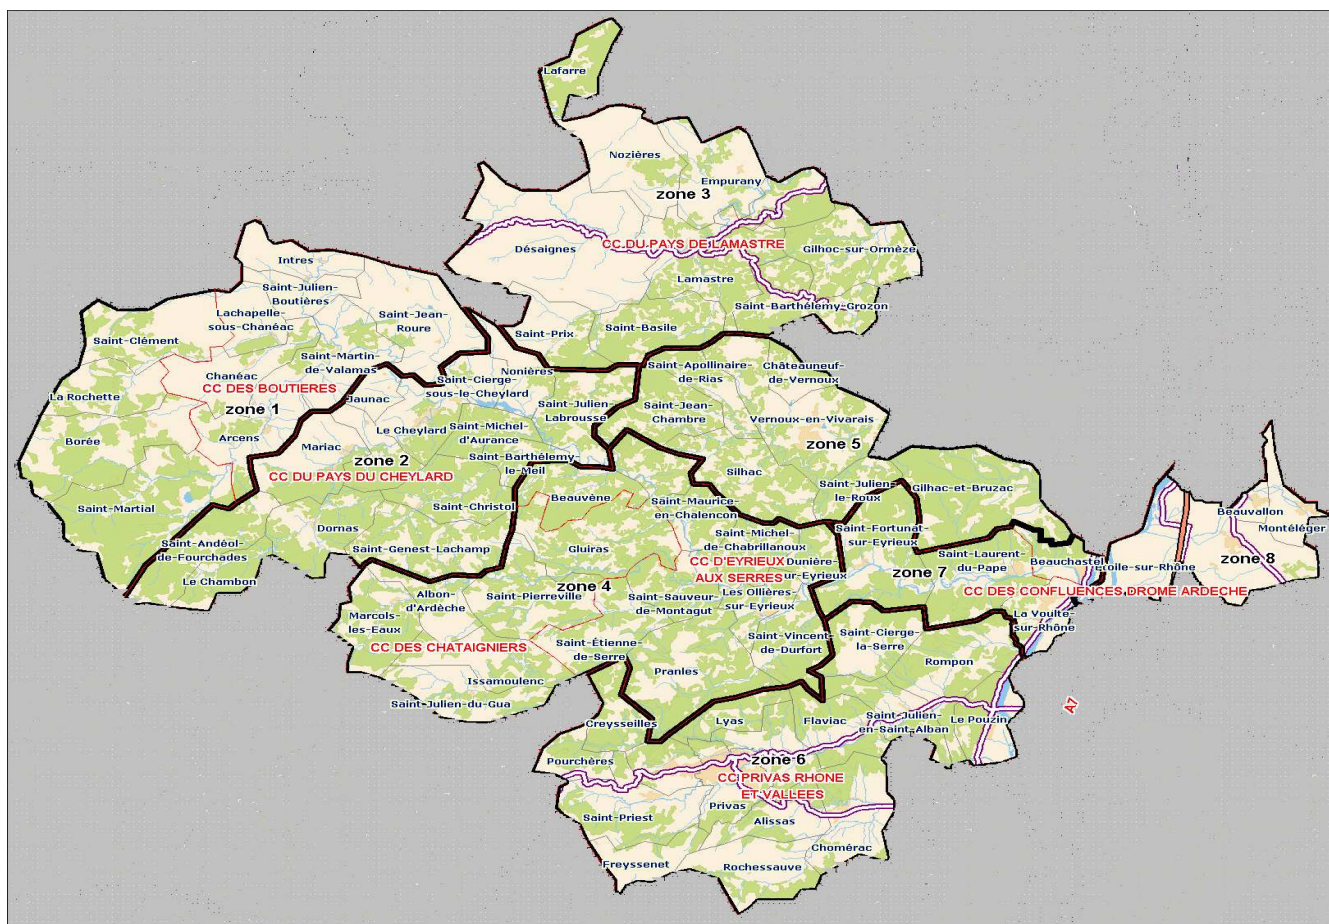 Lafarre
Nozières
Empurany
zone 3
Désaignes
CC DU PAYS DE LAMASTRE
Gilhoc-sur-Ormèze
Lamastre
Saint-Barthélemy-Grozon
Saint-Prix
Saint-Basile
Intres
Saint-Julien-
Boutières
Lachapelle-
sous-Chanéac
Saint-Jean-
Roure
Saint-Clément
Saint-Martin-
de-Valamas
Chanéac
CC DES BOUTIERES
La Rochette
zone 1
Arcens
Borée
Saint-Martial
Saint-Andéol-
de-Fourchades
Le Chambon
Nonières
Saint-Cierge-
sous-le-Cheylard
Jaunac
Saint-Julien-
Labrousse
Le Cheylard
Saint-Michel-
d'Aurance
Mariac
zone 2
Saint-Barthélemy-
le-Meil
CC DU PAYS DU CHEYLARD
Saint-Christol
Dornas
Saint-Genest-Lachamp
Saint-Apollinaire-
de-Rias
Châteauneuf-
de-Vernoux
Saint-Jean-
Chambre
Vernoux-en-Vivarais
zone 5
Silhac
Saint-Julien-
le-Roux
Gilhac-et-Bruzac
Beauvène
Saint-Maurice-
en-Chalencon
Saint-Michel-
de-Chabrillanoux
Gluiras
CC D'EYRIEUX
AUX SERRES
Dunière-
sur-Eyrieux
zone 4
Albon-
d'Ardèche
Saint-Pierreville
Saint-Sauveur-
de-Montagut
Les Ollières-
sur-Eyrieux
Marcols-
les-Eaux
CC DES CHATAIGNIERS
Saint-Étienne-
de-Serre
Saint-Vincent-
de-Durfort
Pranles
Issamoulenc
Saint-Julien-du-Gua
Saint-Fortunat-
sur-Eyrieux
Saint-Laurent-
du-Pape
Beauchastel
zone 7
CC DES CONFLUENCES DROME ARDECHE
La Voulte-
sur-Rhône
Beauvallon
Montéléger
zone 8
Etoile-sur-Rhône
Saint-Cierge-
la-Serre
Rompon
Creysseilles
Lyas
Flaviac
Saint-Julien-
en-Saint-Alban
Le Pouzin
A7
Pourchères
zone 6
CC PRIVAS RHONE
ET VALLEES
Privas
Saint-Priest
Alissas
Chomérac
Freyssenet
Rochessauve